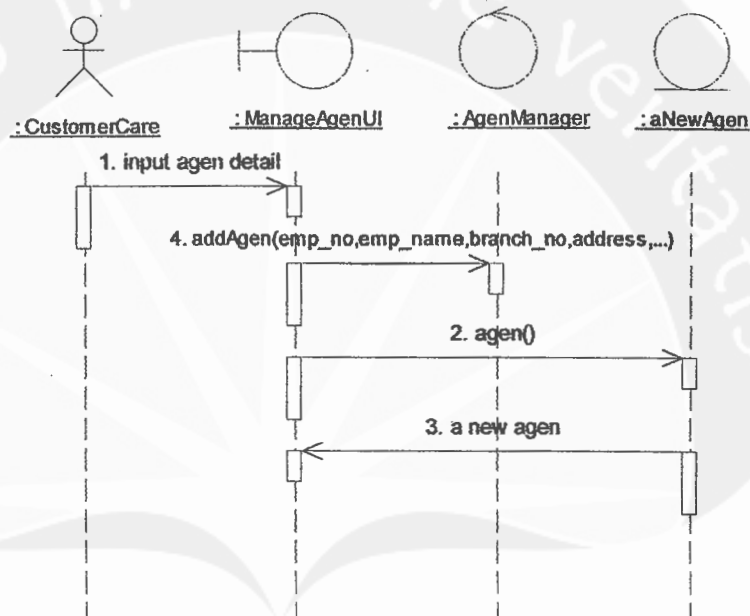 : CustomerCare
: ManageAgenUI
: AgenManager
: aNewAgen
1. input agen detail
4. addAgen(emp_no,emp_name,branch_no,address,...)
2. agen()
3. a new agen